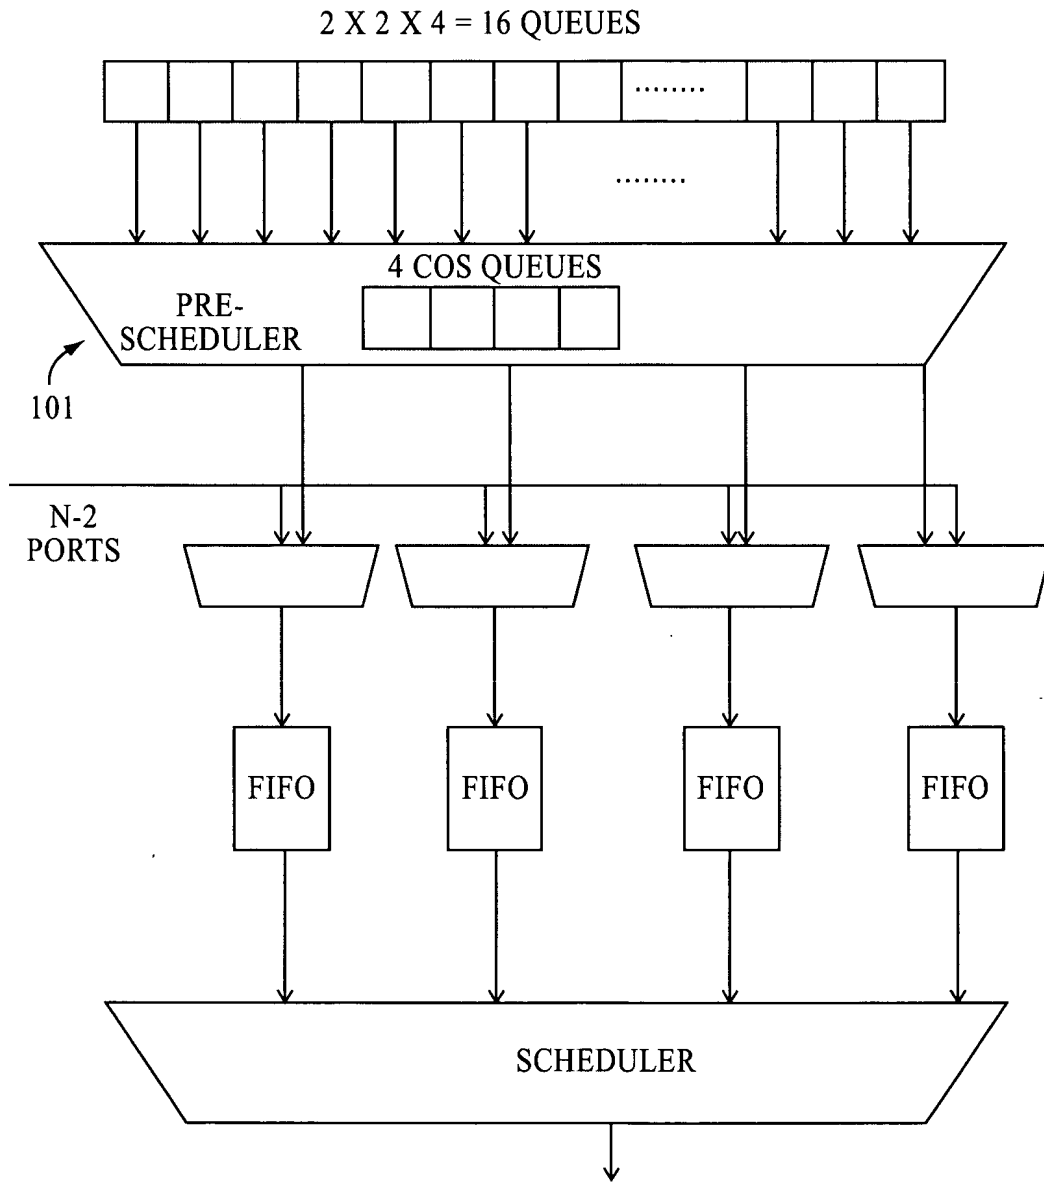 2 X 2 X 4 = 16 QUEUES
........
........
4 COS QUEUES
PRE-
SCHEDULER
101
N-2
PORTS
FIFO
FIFO
FIFO
FIFO
SCHEDULER